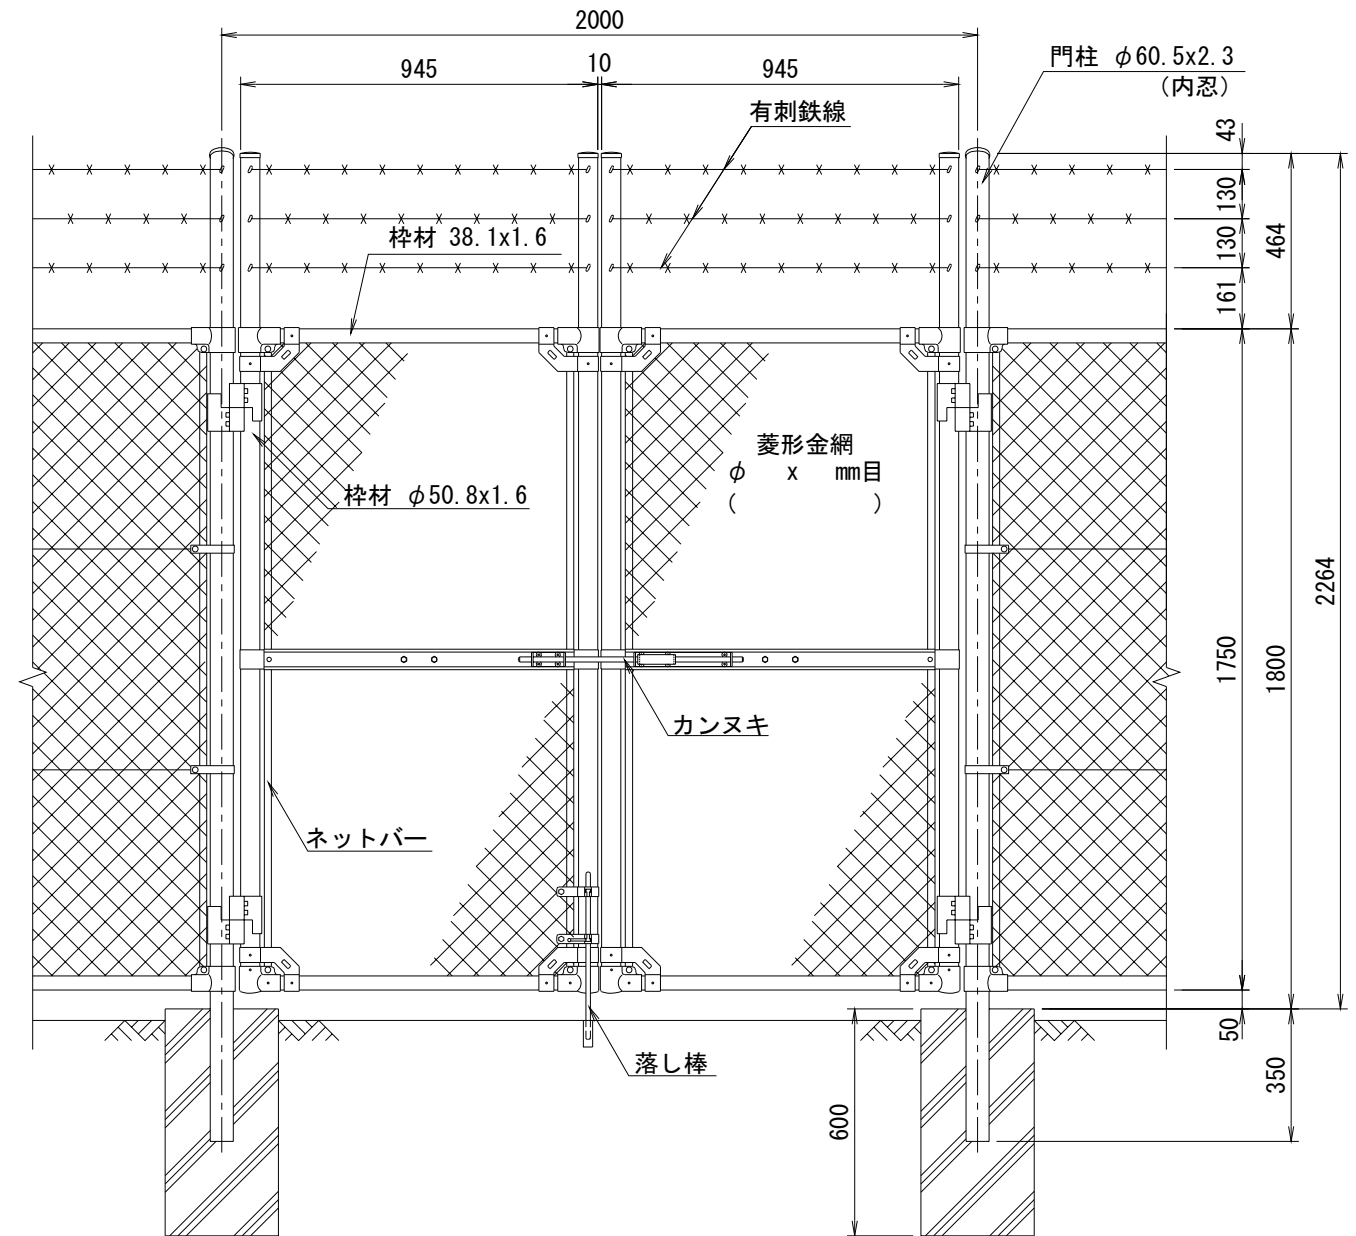 2000
945
10
945
門柱 φ60.5x2.3
(内忍)
有刺鉄線
43
130
130
161
464
枠材 38.1x1.6
菱形金網
φ x mm目
( )
枠材 φ50.8x1.6
2264
1750
1800
カンヌキ
ネットバー
落し棒
50
350
600